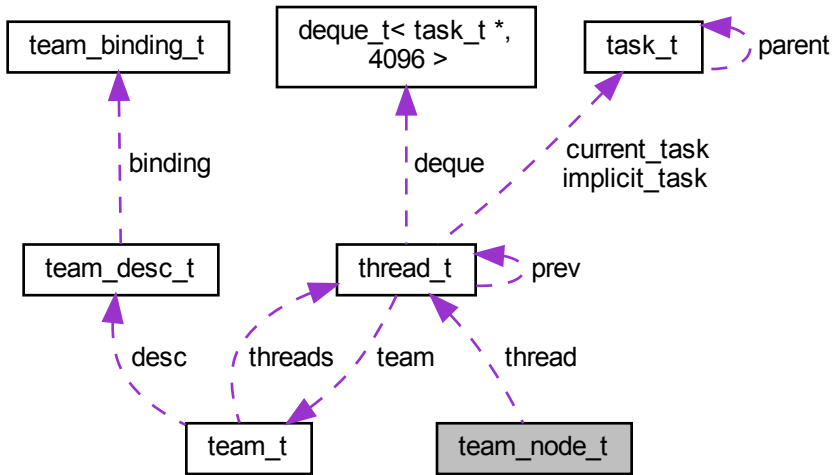 team_binding_t
deque_t< task_t *,
4096 >
task_t
parent
binding
deque
current_task
implicit_task
team_desc_t
thread_t
prev
desc
threads
team
thread
team_t
team_node_t